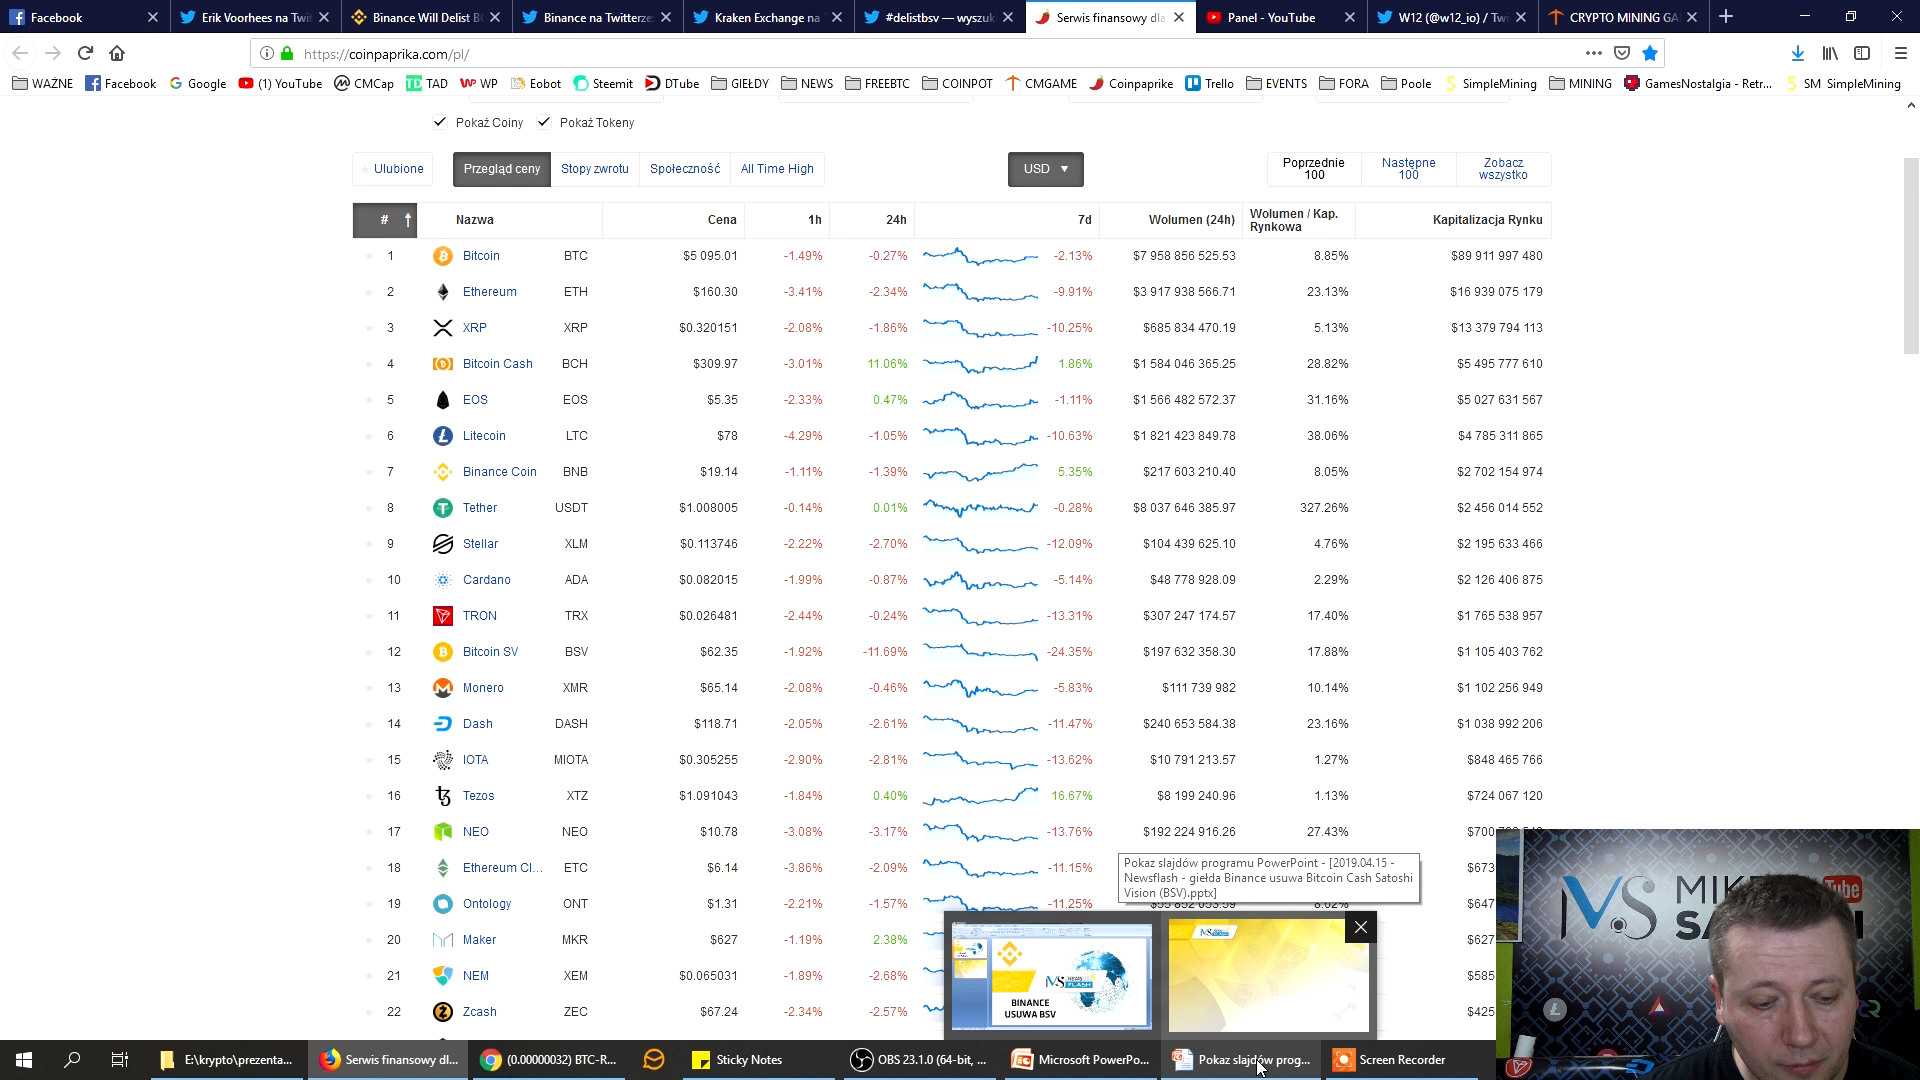 Facebook
Erik Voorhees na Twit
Binance Will Delist BC
Binance na Twitterze
Kraken Exchange na
#delistbsv — wyszuk
Serwis finansowy dla
Panel - YouTube
W12 (@w12_io) / Twi
CRYPTO MINING GA
https://coinpaprika.com/pl/
WAŻNE
Facebook
Google
(1) YouTube
CMCap
TAD
WP
Eobot
Steemit
DTube
GIEŁDY
NEWS
FREEBTC
COINPOT
CMGAME
Coinpaprike
Trello
EVENTS
FORA
Poole
SimpleMining
MINING
GamesNostalgia - Retr...
SM SimpleMining
Pokaż Coiny Pokaż Tokeny
Ulubione
Przegląd ceny
Stopy zwrotu
Społeczność
All Time High
USD
Poprzednie 100
Następne 100
Zobacz wszystko
# Nazwa Cena 1h 24h 7d Wolumen (24h) Wolumen / Kap. Rynkowa Kapitalizacja Rynku
1 Bitcoin BTC $5 095.01 -1.49% -0.27% -2.13% $7 958 856 525.53 8.85% $89 911 997 480
2 Ethereum ETH $160.30 -3.41% -2.34% -9.91% $3 917 938 566.71 23.13% $16 939 075 179
3 XRP XRP $0.320151 -2.08% -1.86% -10.25% $685 834 470.19 5.13% $13 379 794 113
4 Bitcoin Cash BCH $309.97 -3.01% 11.06% 1.86% $1 584 046 365.25 28.82% $5 495 777 610
5 EOS EOS $5.35 -2.33% 0.47% -1.11% $1 566 482 572.37 31.16% $5 027 631 567
6 Litecoin LTC $78 -4.29% -1.05% -10.63% $1 821 423 849.78 38.06% $4 785 311 865
7 Binance Coin BNB $19.14 -1.11% -1.39% 5.35% $217 603 210.40 8.05% $2 702 154 974
8 Tether USDT $1.008005 -0.14% 0.01% -0.28% $8 037 646 385.97 327.26% $2 456 014 552
9 Stellar XLM $0.113746 -2.22% -2.70% -12.09% $104 439 625.10 4.76% $2 195 633 466
10 Cardano ADA $0.082015 -1.99% -0.87% -5.14% $48 778 928.09 2.29% $2 126 406 875
11 TRON TRX $0.026481 -2.44% -0.24% -13.31% $307 247 174.57 17.40% $1 765 538 957
12 Bitcoin SV BSV $62.35 -1.92% -11.69% -24.35% $197 632 358.30 17.88% $1 105 403 762
13 Monero XMR $65.14 -2.08% -0.46% -5.83% $111 739 982 10.14% $1 102 256 949
14 Dash DASH $118.71 -2.05% -2.61% -11.47% $240 653 584.38 23.16% $1 038 992 206
15 IOTA MIOTA $0.305255 -2.90% -2.81% -13.62% $10 791 213.57 1.27% $848 465 766
16 Tezos XTZ $1.091043 -1.84% 0.40% 16.67% $8 199 240.96 1.13% $724 067 120
17 NEO NEO $10.78 -3.08% -3.17% -13.76% $192 224 916.26 27.43% $700
18 Ethereum Cl... ETC $6.14 -3.86% -2.09% -11.15% $673
19 Ontology ONT $1.31 -2.21% -1.57% -11.25% $647
20 Maker MKR $627 -1.19% 2.38% $627
21 NEM XEM $0.065031 -1.89% -2.68% $585
22 Zcash ZEC $67.24 -2.34% -2.57% $425
Pokaz slajdów programu PowerPoint - [2019.04.15 -
Newsflash - giełda Binance usuwa Bitcoin Cash Satoshi
Vision (BSV).pptx]
MS NEWS FLASH
BINANCE
USUWA BSV
MIKE
Tube
E:\krypto\prezenta...
Serwis finansowy dl...
(0.00000032) BTC-R...
Sticky Notes
OBS 23.1.0 (64-bit, ...
Microsoft PowerPo...
Pokaz slajdów prog...
Screen Recorder